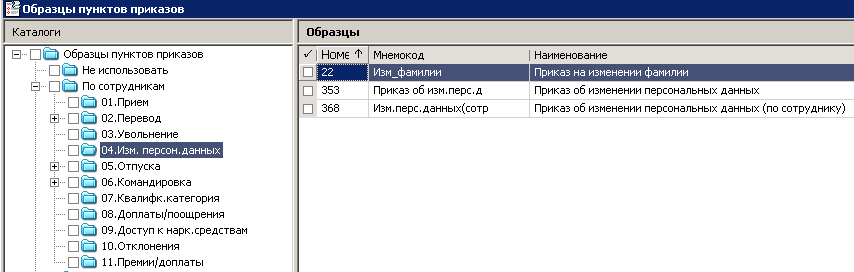 Образцы пунктов приказов
Каталоги
Образцы пунктов приказов
Не использовать
По сотрудникам
01.Прием
02.Перевод
03.Увольнение
04.Изм. персон.данных
05.Отпуска
06.Командировка
07.Квалифк.категория
08.Доплаты/поощрения
09.Доступ к нарк.средствам
10.Отклонения
11.Премии/доплаты
Образцы
Номе Мнемокод Наименование
22 Изм_фамилии Приказ на изменении фамилии
353 Приказ об изм.перс.д Приказ об изменении персональных данных
368 Изм.перс.данных(сотр Приказ об изменении персональных данных (по сотруднику)